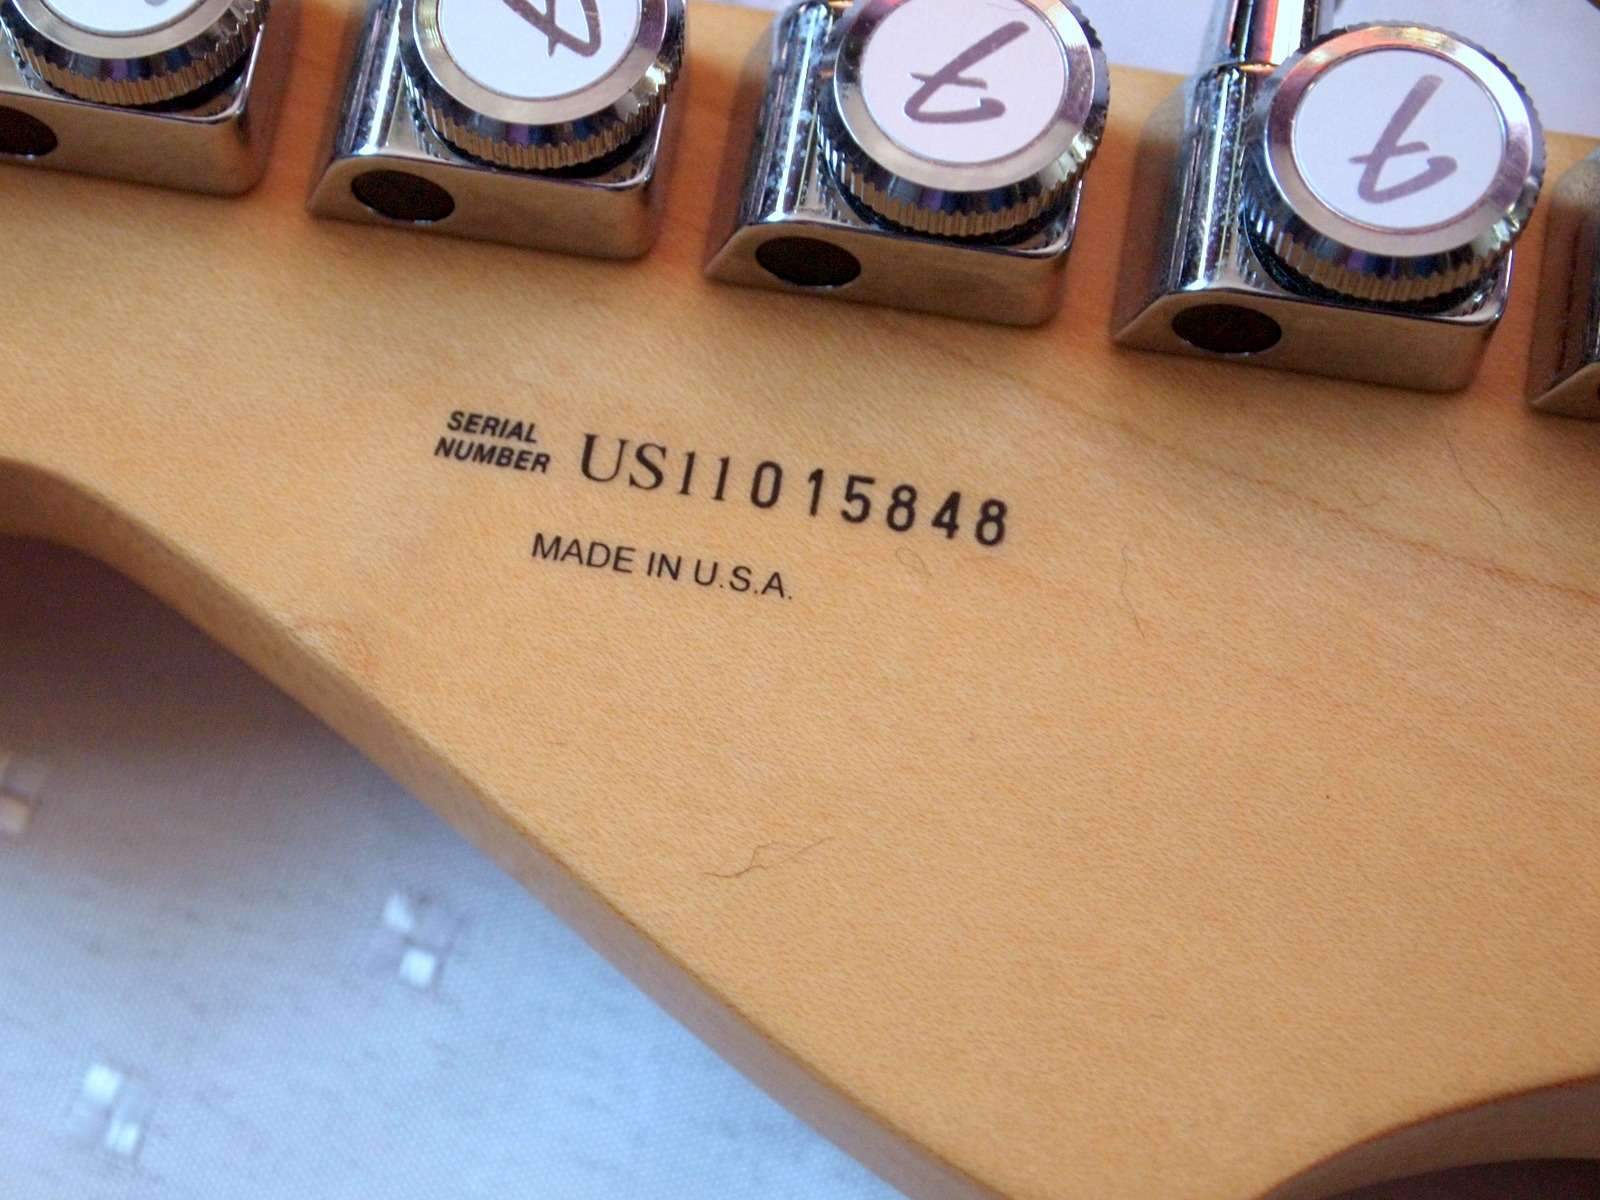 SERIAL
NUMBER US11015848
MADE IN U.S.A.